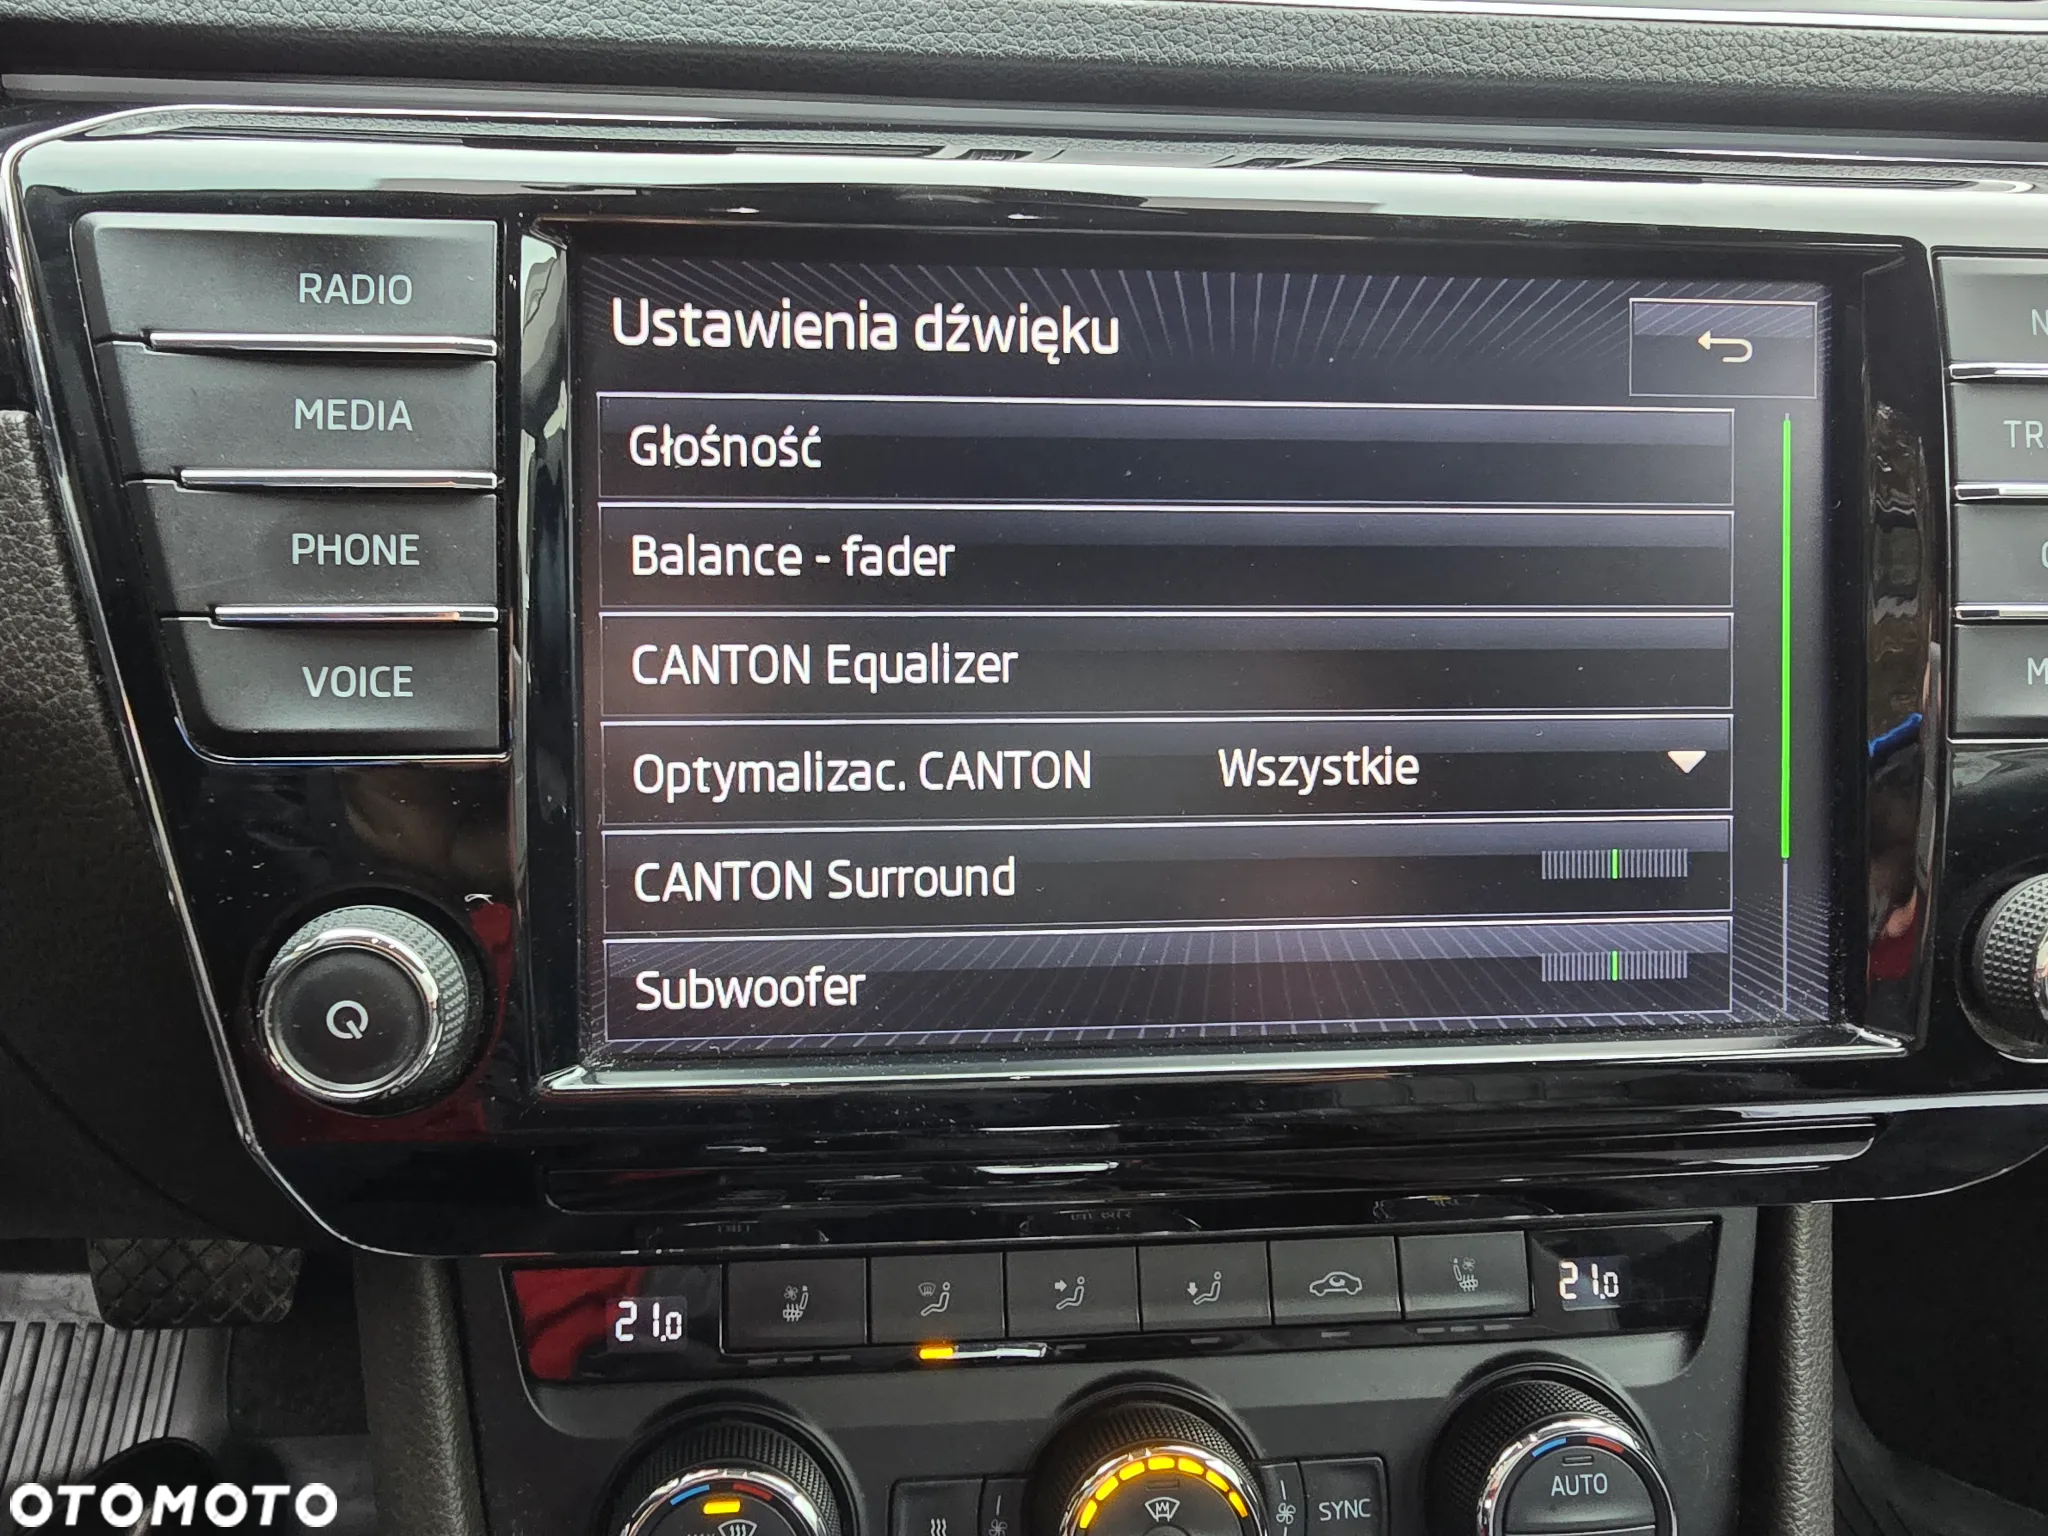 RADIO
MEDIA
PHONE
VOICE
Ustawienia dźwięku
Głośność
Balance - fader
CANTON Equalizer
Optymalizac. CANTON Wszystkie
CANTON Surround
Subwoofer
TR
21.0
21.0
SYNC
AUTO
OTOMOTO